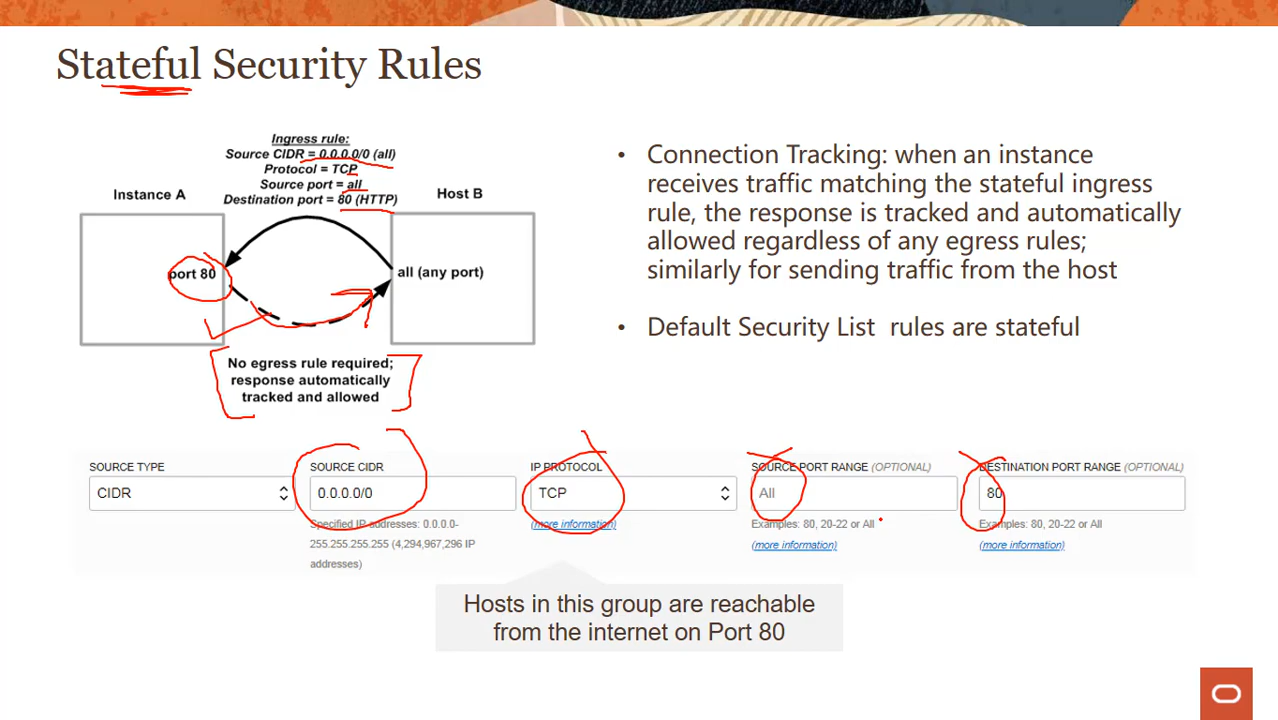 Stateful Security Rules
Ingress rule:
Source CIDR = 0.0.0.0/0 (all)
Protocol = TCP
Source port = all
Destination port = 80 (HTTP)
Instance A
Host B
port 80
all (any port)
No egress rule required;
response automatically
tracked and allowed
• Connection Tracking: when an instance
receives traffic matching the stateful ingress
rule, the response is tracked and automatically
allowed regardless of any egress rules;
similarly for sending traffic from the host
• Default Security List rules are stateful
SOURCE TYPE
CIDR
SOURCE CIDR
0.0.0.0/0
Specified IP addresses: 0.0.0.0-
255.255.255.255 (4,294,967,296 IP
addresses)
IP PROTOCOL
TCP
(more information)
SOURCE PORT RANGE (OPTIONAL)
All
Examples: 80, 20-22 or All
(more information)
DESTINATION PORT RANGE (OPTIONAL)
80
Examples: 80, 20-22 or All
(more information)
Hosts in this group are reachable
from the internet on Port 80